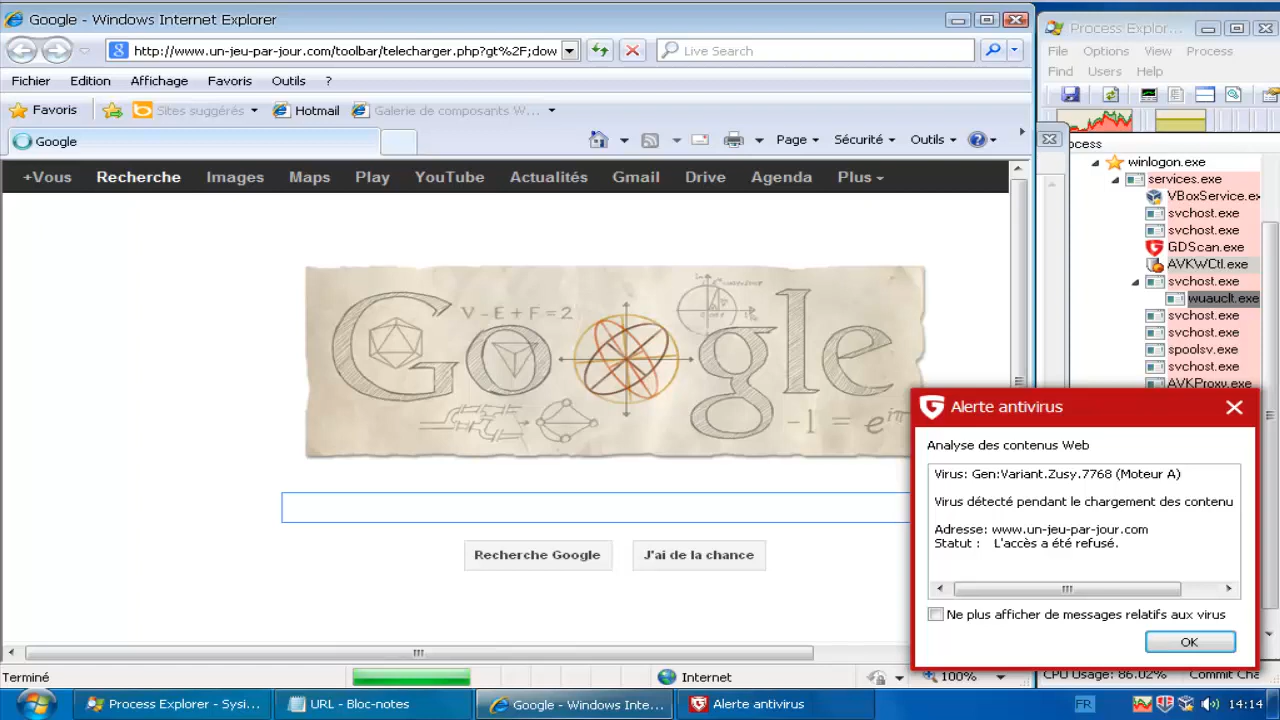 Google - Windows Internet Explorer
http://www.un-jeu-par-jour.com/toolbar/telecharger.php?gt%2F;dow
Live Search
Fichier Edition Affichage Favoris Outils ?
Favoris Sites suggérés Hotmail Galerie de composants W...
Google
Page Sécurité Outils
+Vous Recherche Images Maps Play YouTube Actualités Gmail Drive Agenda Plus
V - E + F = 2
Google
-1 = e
Recherche Google
J'ai de la chance
Terminé
Internet
100%
Process Explor...
File Options View Process
Find Users Help
ocess
winlogon.exe
services.exe
VBoxService.ex
svchost.exe
svchost.exe
GDScan.exe
AVKWCtl.exe
svchost.exe
wuauclt.exe
svchost.exe
svchost.exe
spoolsv.exe
svchost.exe
AVKProxy.exe
Alerte antivirus
Analyse des contenus Web
Virus: Gen:Variant.Zusy.7768 (Moteur A)
Virus détecté pendant le chargement des contenu
Adresse: www.un-jeu-par-jour.com
Statut : L'accès a été refusé.
Ne plus afficher de messages relatifs aux virus
OK
CPU Usage: 86.02% Commit Cha
Process Explorer - Sysi...
URL - Bloc-notes
Google - Windows Inte...
Alerte antivirus
FR
14:14